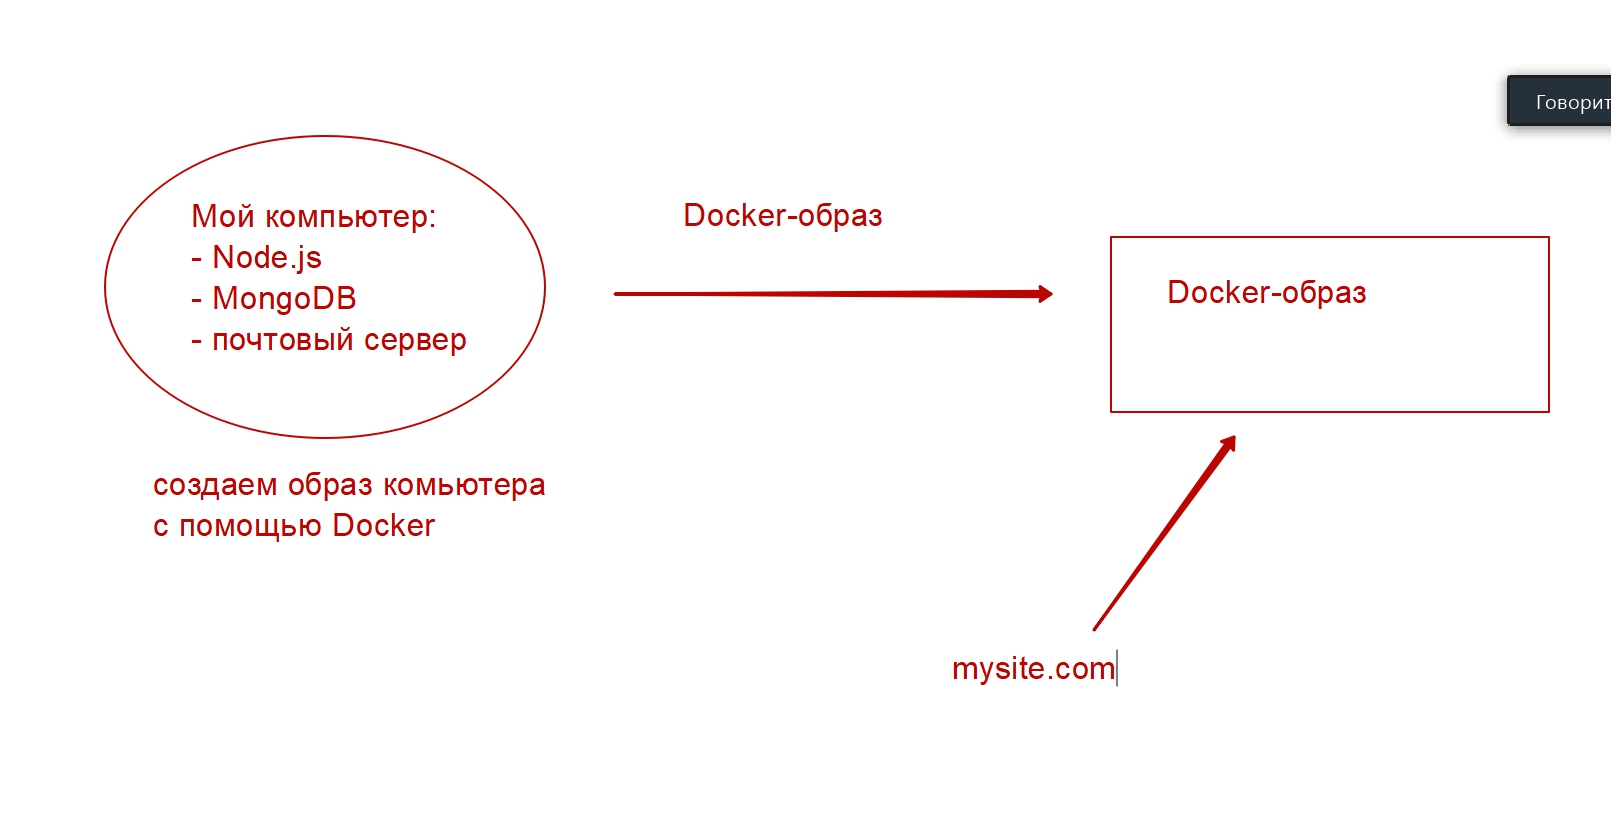 Говорит
Мой компьютер:
- Node.js
- MongoDB
- почтовый сервер
Docker-образ
Docker-образ
создаем образ комьютера
с помощью Docker
mysite.com